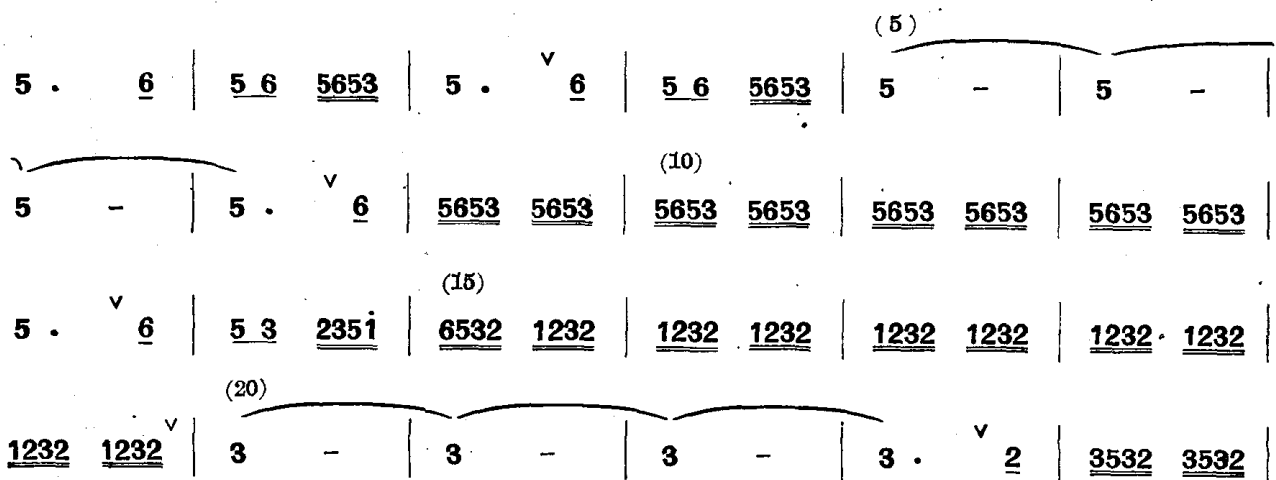 (5)
5 · 6 | 5 6 5653 | 5 · ∨ 6 | 5 6 5653 | 5 – | 5 – |
(10)
5 – | 5 · ∨ 6 | 5653 5653 | 5653 5653 | 5653 5653 | 5653 5653 |
(15)
5 · ∨ 6 | 5 3 2351̇ | 6532 1232 | 1232 1232 | 1232 1232 | 1232 1232 |
(20)
1232 1232 ∨ | 3 – | 3 – | 3 – | 3 · ∨ 2 | 3532 3532 |